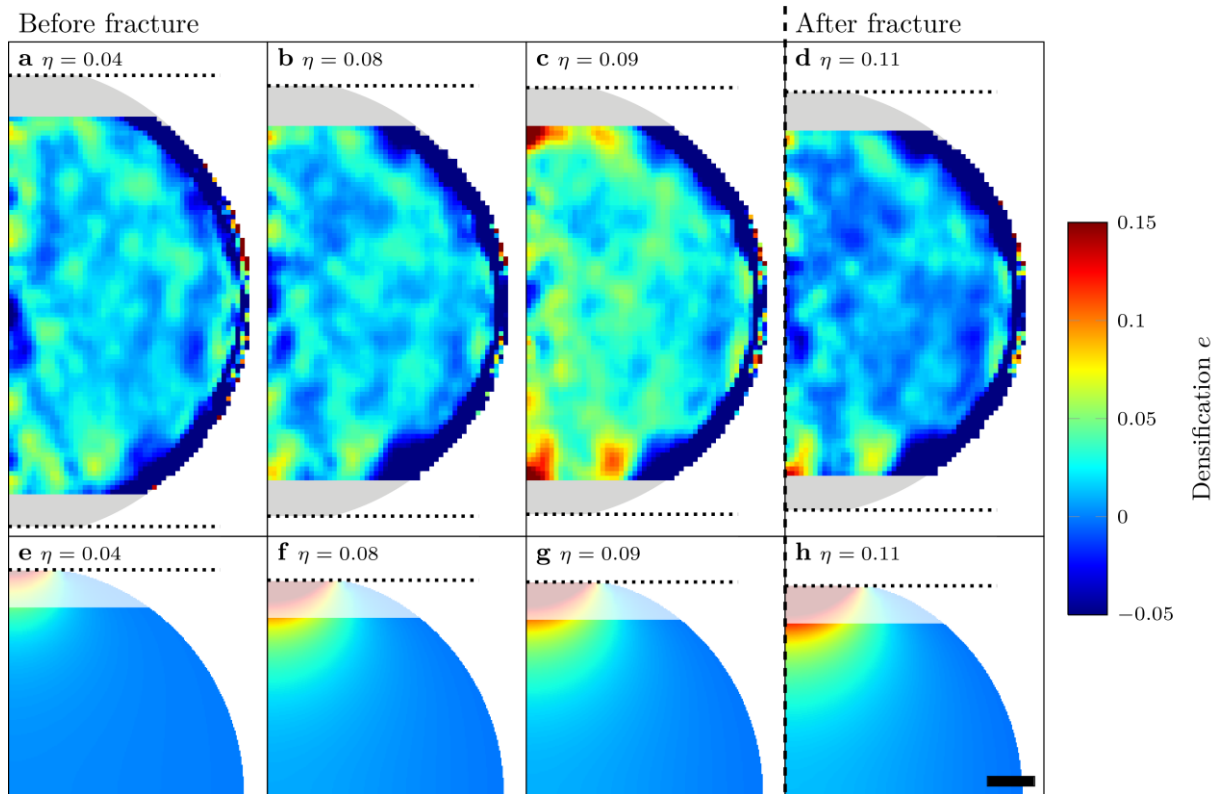 Before fracture
After fracture
a η = 0.04
b η = 0.08
c η = 0.09
d η = 0.11
0.15
0.1
0.05
0
−0.05
Densification e
e η = 0.04
f η = 0.08
g η = 0.09
h η = 0.11